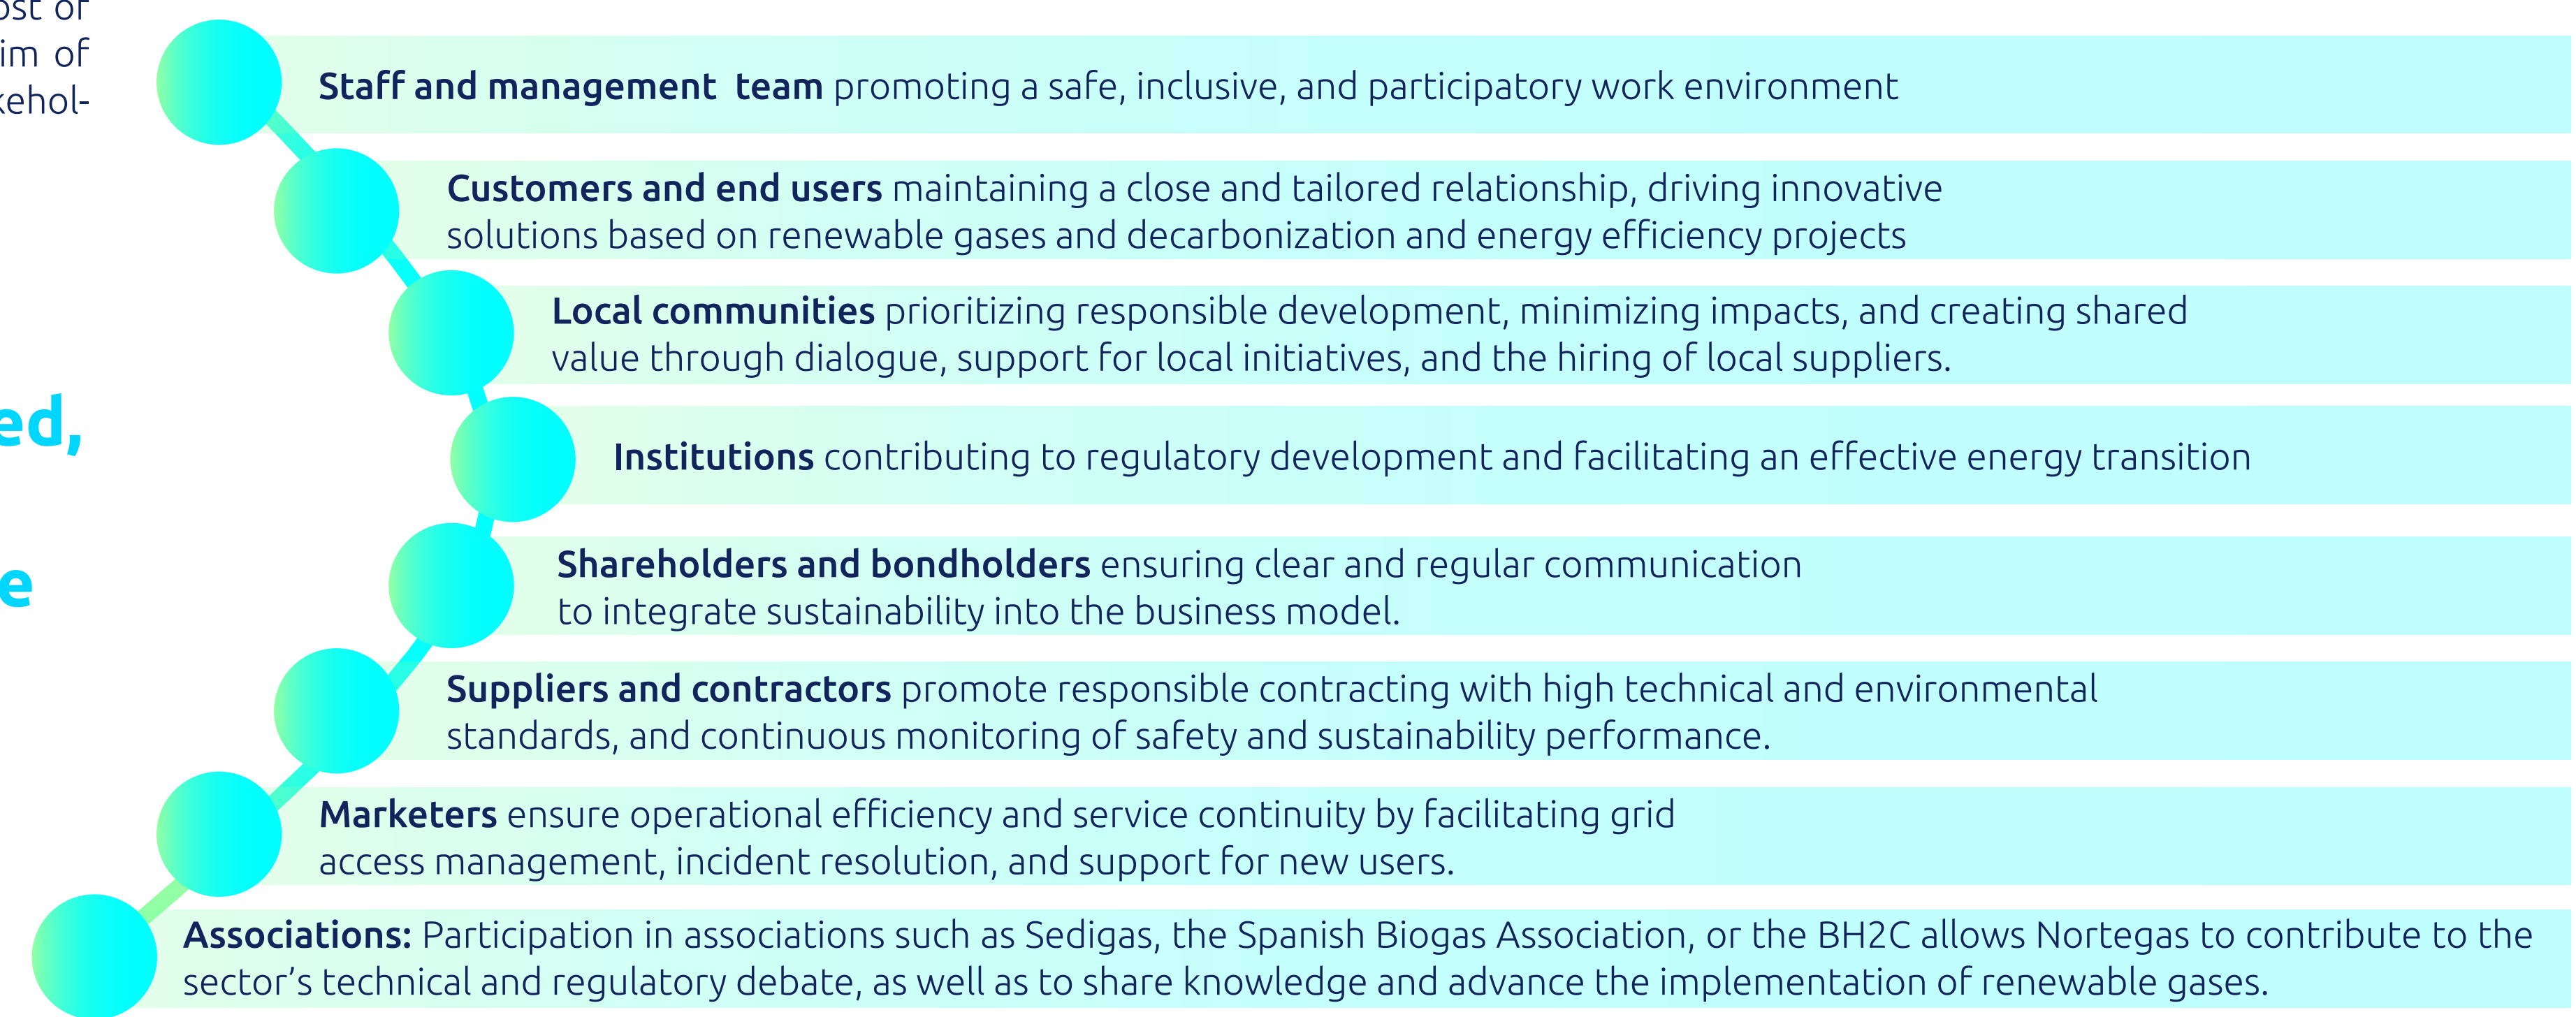 im of
Staff and management team promoting a safe, inclusive, and participatory work environment
Customers and end users maintaining a close and tailored relationship, driving innovative
solutions based on renewable gases and decarbonization and energy efficiency projects
Local communities prioritizing responsible development, minimizing impacts, and creating shared
value through dialogue, support for local initiatives, and the hiring of local suppliers.
ed,
Institutions contributing to regulatory development and facilitating an effective energy transition
e
Shareholders and bondholders ensuring clear and regular communication
to integrate sustainability into the business model.
Suppliers and contractors promote responsible contracting with high technical and environmental
standards, and continuous monitoring of safety and sustainability performance.
Marketers ensure operational efficiency and service continuity by facilitating grid
access management, incident resolution, and support for new users.
Associations: Participation in associations such as Sedigas, the Spanish Biogas Association, or the BH2C allows Nortegas to contribute to the
sector’s technical and regulatory debate, as well as to share knowledge and advance the implementation of renewable gases.